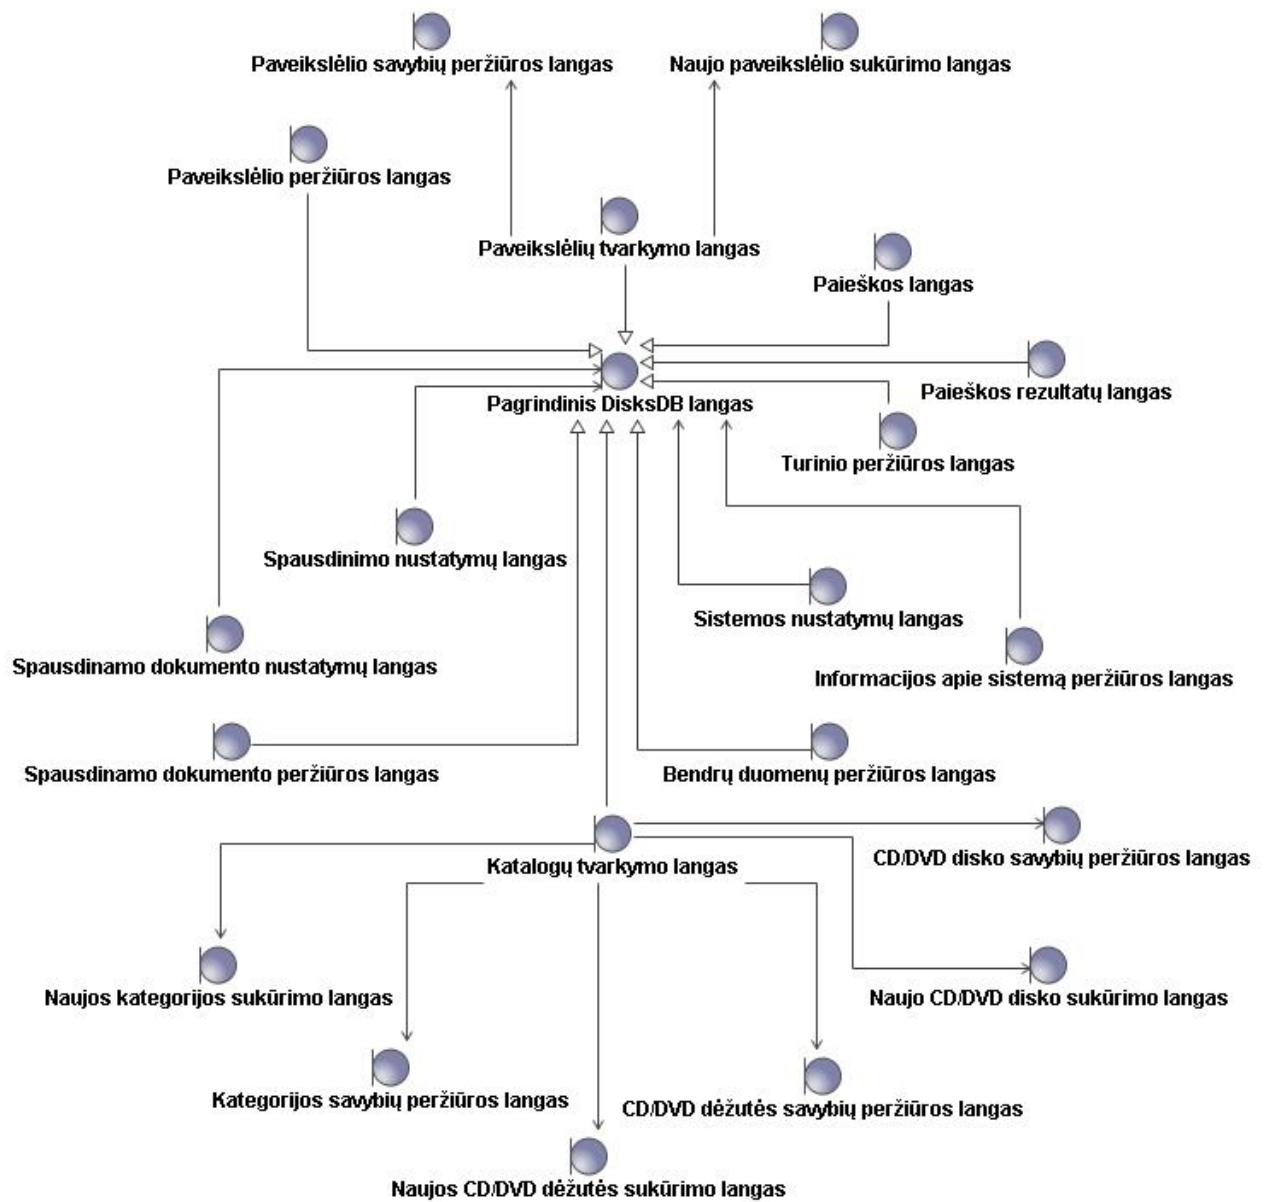 Paveikslėlio savybių peržiūros langas
Naujo paveikslėlio sukūrimo langas
Paveikslėlio peržiūros langas
Paveikslėlių tvarkymo langas
Paieškos langas
Paieškos rezultatų langas
Pagrindinis DisksDB langas
Turinio peržiūros langas
Spausdinimo nustatymų langas
Sistemos nustatymų langas
Spausdinamo dokumento nustatymų langas
Informacijos apie sistemą peržiūros langas
Spausdinamo dokumento peržiūros langas
Bendrų duomenų peržiūros langas
CD/DVD disko savybių peržiūros langas
Katalogų tvarkymo langas
Naujos kategorijos sukūrimo langas
Naujo CD/DVD disko sukūrimo langas
Kategorijos savybių peržiūros langas
CD/DVD dėžutės savybių peržiūros langas
Naujos CD/DVD dėžutės sukūrimo langas